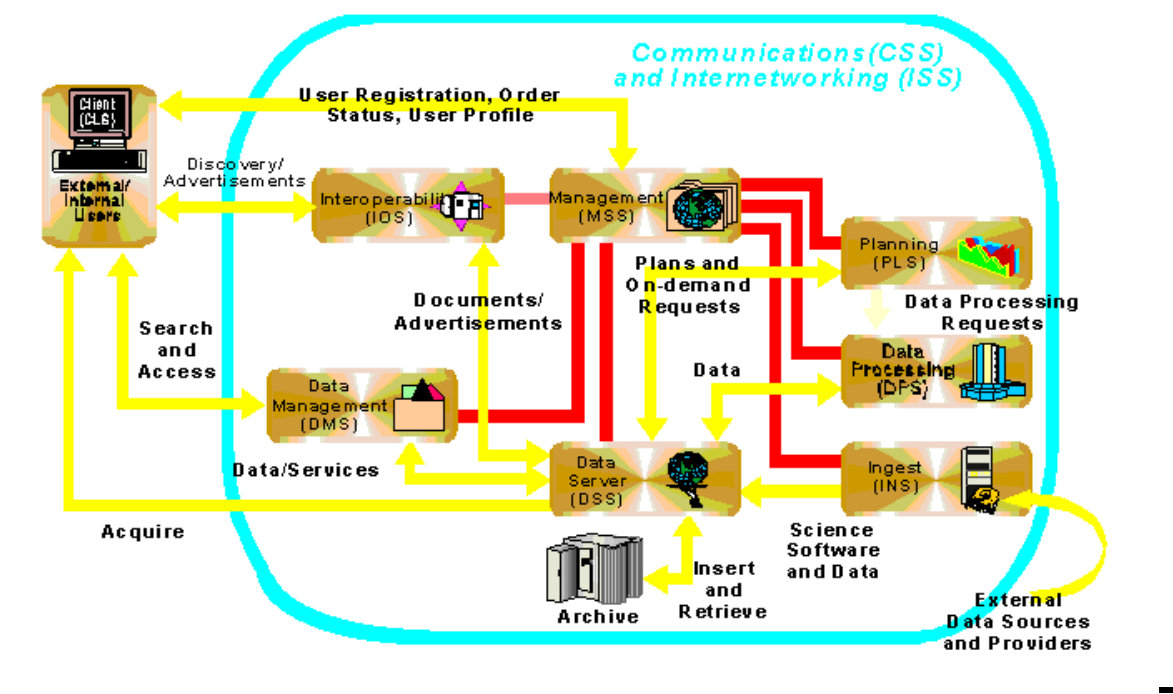 Communications (CSS)
and Internetworking (ISS)
Client
(CLS)
External/
Internal
Users
User Registration, Order
Status, User Profile
Discovery/
Advertisements
Interoperabilit
(IOS)
Management
(MSS)
Planning
(PLS)
Plans and
On-demand
Requests
Documents/
Advertisements
Data Processing
Requests
Search
and
Access
Data
Processing
(DPS)
Data
Data
Management
(DMS)
Data/Services
Data
Server
(DSS)
Ingest
(INS)
Acquire
Science
Software
and Data
Insert
and
Retrieve
Archive
External
Data Sources
and Providers